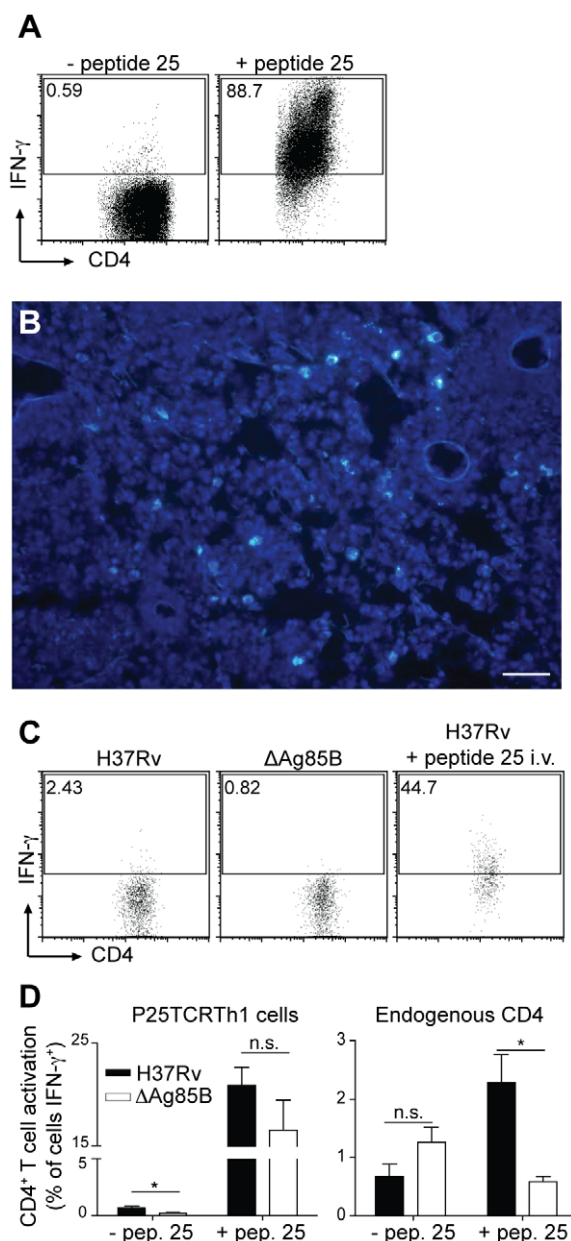 A
- peptide 25
+ peptide 25
0.59
88.7
IFN-γ
CD4
B
C
H37Rv
ΔAg85B
H37Rv
+ peptide 25 i.v.
2.43
0.82
44.7
IFN-γ
CD4
D
P25TCRTh1 cells
Endogenous CD4
CD4⁺ T cell activation
(% of cells IFN-γ⁺)
25
15
5
0
H37Rv
ΔAg85B
*
n.s.
- pep. 25
+ pep. 25
3
2
1
0
n.s.
*
- pep. 25
+ pep. 25